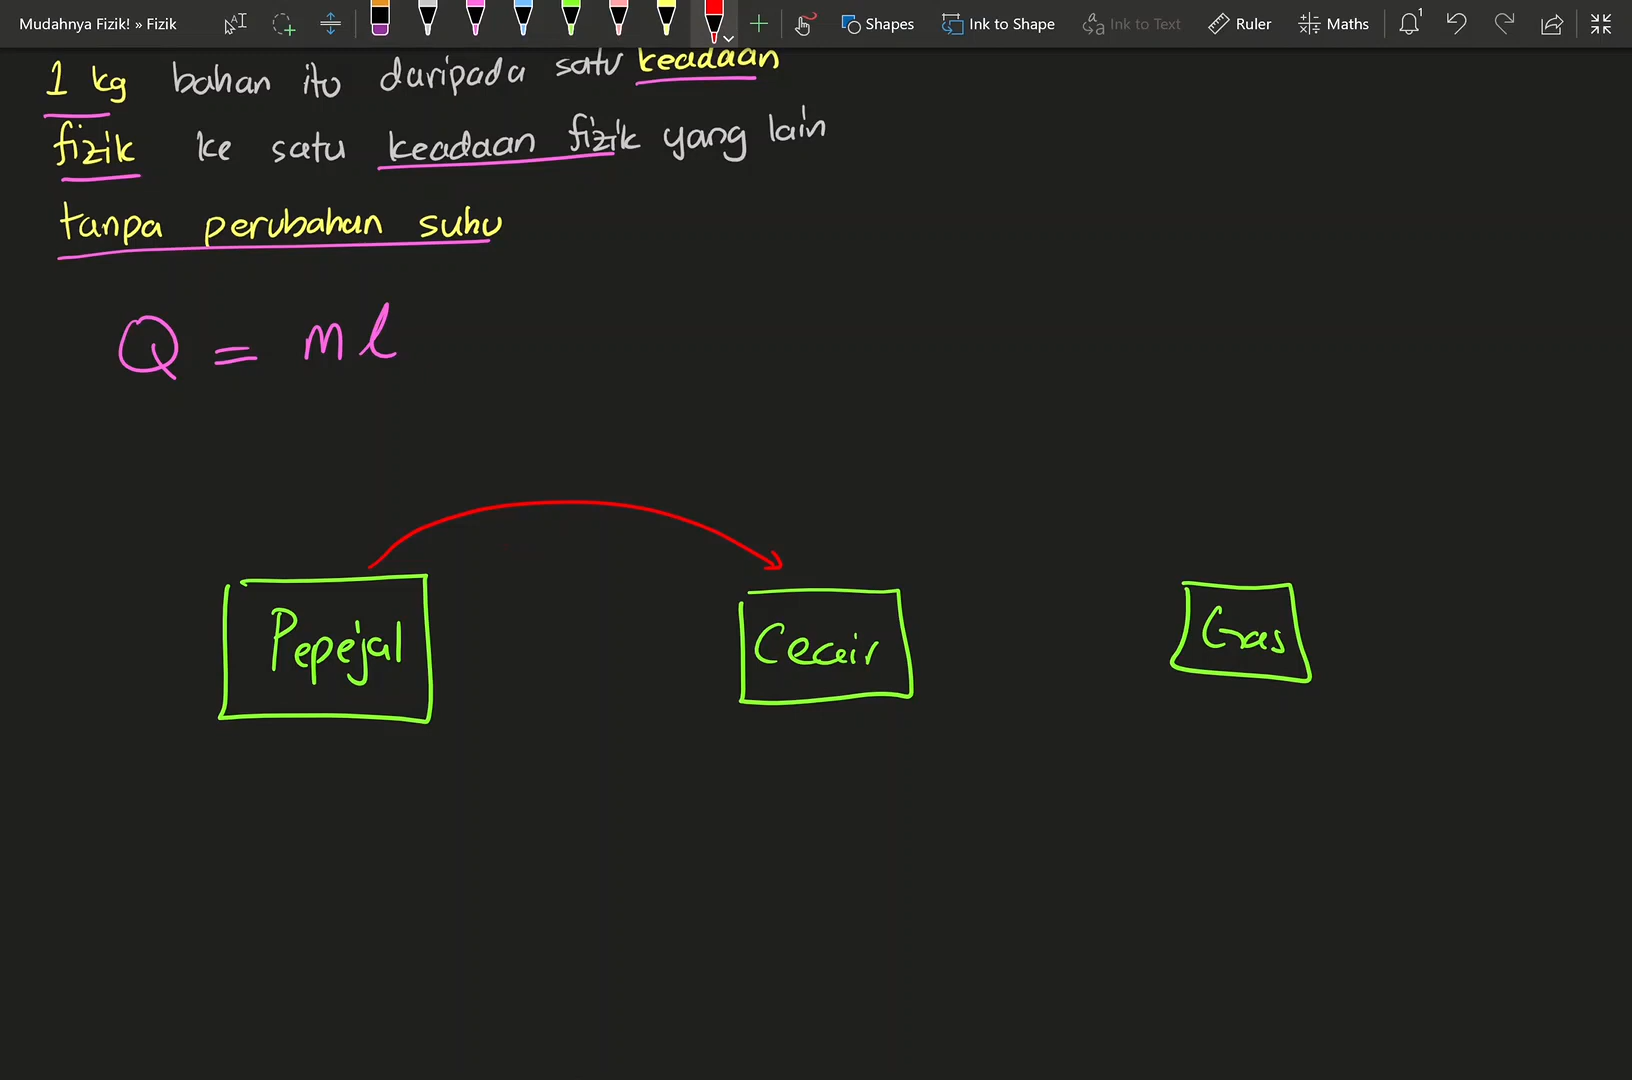 Mudahnya Fizik! » Fizik
Shapes
Ink to Shape
Ink to Text
Ruler
Maths
1
1 kg bahan itu daripada satu keadaan
fizik ke satu keadaan fizik yang lain
tanpa perubahan suhu
Q = ml
Pepejal
Cecair
Gas